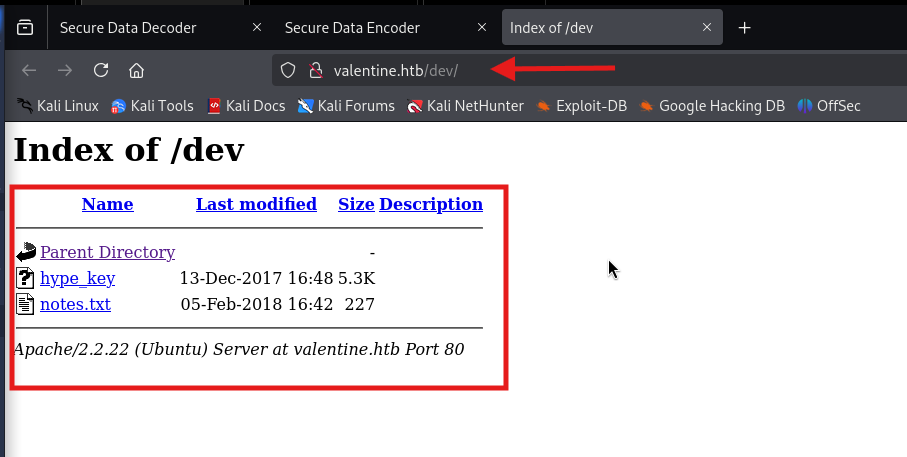 Secure Data Decoder Secure Data Encoder Index of /dev
valentine.htb/dev/
Kali Linux Kali Tools Kali Docs Kali Forums Kali NetHunter Exploit-DB Google Hacking DB OffSec
Index of /dev
Name Last modified Size Description
Parent Directory -
hype_key 13-Dec-2017 16:48 5.3K
notes.txt 05-Feb-2018 16:42 227
Apache/2.2.22 (Ubuntu) Server at valentine.htb Port 80